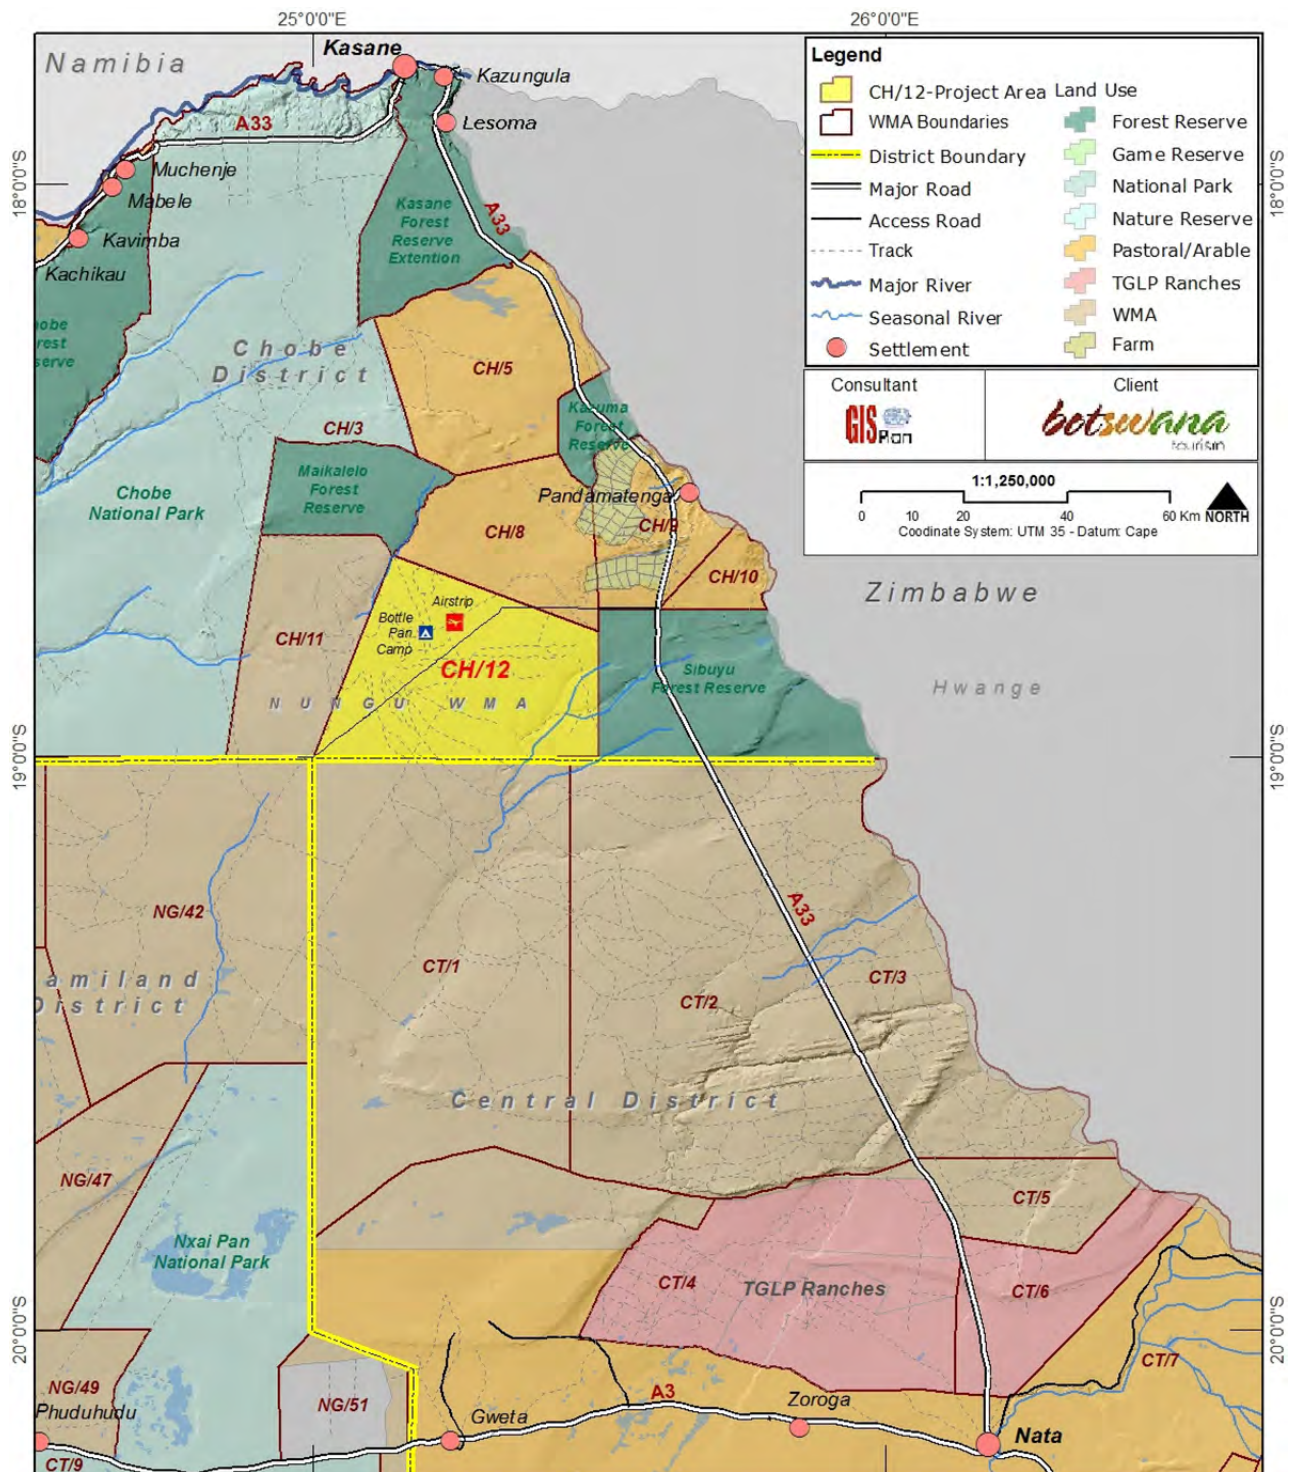 25°0'0"E
26°0'0"E
Namibia
Kasane
Kazungula
Lesoma
A33
Muchenje
Mabele
Kavimba
Kachikau
18°0'0"S
18°0'0"S
Kasane
Forest
Reserve
Extention
A33
obe
rest
serve
Chobe
District
CH/5
CH/3
Kazuma
Forest
Reserve
Maikalelo
Forest
Reserve
Chobe
National Park
Pandamatenga
CH/8
CH/9
CH/10
Airstrip
Bottle
Pan
Camp
CH/11
CH/12
NUNGU WMA
Sibuyu
Forest Reserve
Zimbabwe
Hwange
19°0'0"S
19°0'0"S
NG/42
A33
CT/1
CT/2
CT/3
amiland
District
Central District
NG/47
CT/5
Nxai Pan
National Park
CT/4
TGLP Ranches
CT/6
20°0'0"S
20°0'0"S
CT/7
NG/49
Phuduhudu
NG/51
A3
Gweta
Zoroga
Nata
CT/9
Legend
CH/12-Project Area
WMA Boundaries
District Boundary
Major Road
Access Road
Track
Major River
Seasonal River
Settlement
Land Use
Forest Reserve
Game Reserve
National Park
Nature Reserve
Pastoral/Arable
TGLP Ranches
WMA
Farm
Consultant
GIS Plan
Client
botswana
tourism
1:1,250,000
0 10 20 40 60 Km
NORTH
Coodinate System: UTM 35 - Datum: Cape